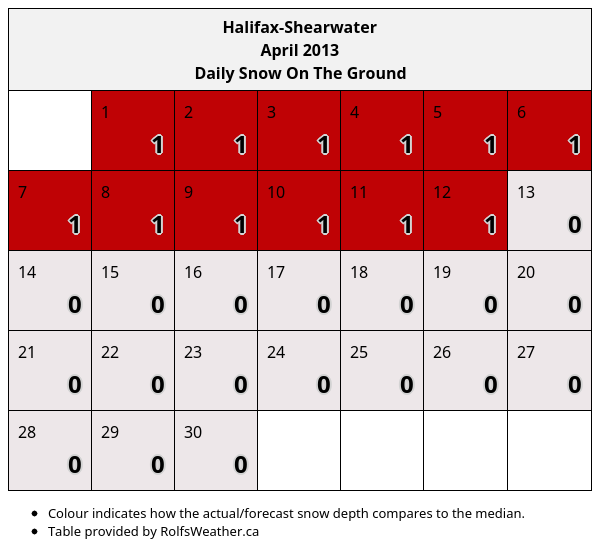 Halifax-Shearwater
April 2013
Daily Snow On The Ground
1 2 3 4 5 6
1 1 1 1 1 1
7 8 9 10 11 12 13
1 1 1 1 1 1 0
14 15 16 17 18 19 20
0 0 0 0 0 0 0
21 22 23 24 25 26 27
0 0 0 0 0 0 0
28 29 30
0 0 0
• Colour indicates how the actual/forecast snow depth compares to the median.
• Table provided by RolfsWeather.ca